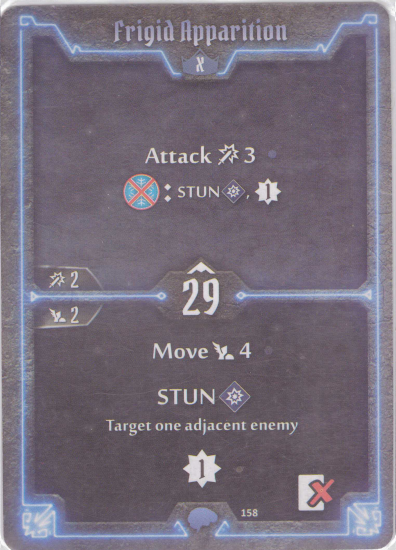 Frigid Apparition
X
Attack 3
: STUN , 1
2
29
2
Move 4
STUN
Target one adjacent enemy
1
158